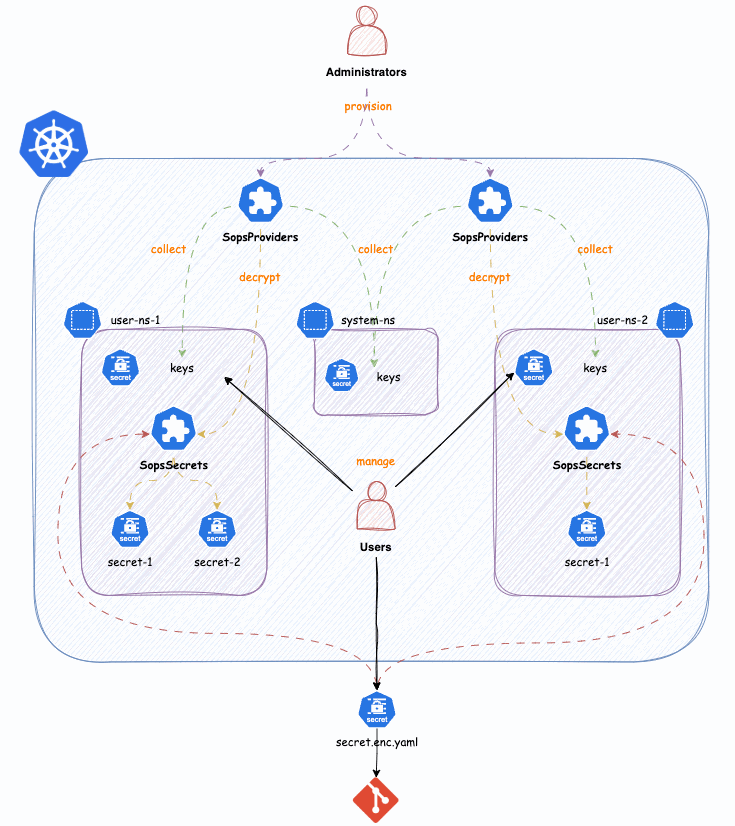 Administrators
provision
SopsProviders
SopsProviders
collect
collect
collect
decrypt
decrypt
user-ns-1
system-ns
user-ns-2
keys
keys
keys
secret
secret
secret
SopsSecrets
SopsSecrets
manage
secret
secret
secret
Users
secret-1
secret-2
secret-1
secret
secret.enc.yaml